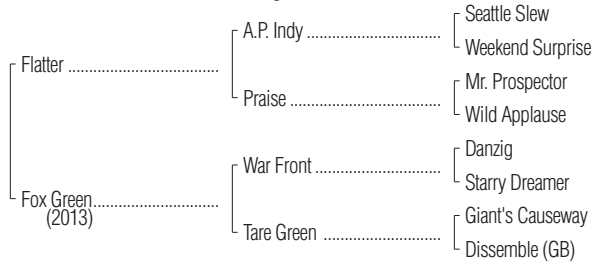 Seattle Slew
A.P. Indy ..............................
Weekend Surprise
Flatter ..................................
Mr. Prospector
Praise ..................................
Wild Applause
Danzig
War Front ............................
Starry Dreamer
Fox Green............................
(2013)
Giant's Causeway
Tare Green ..........................
Dissemble (GB)